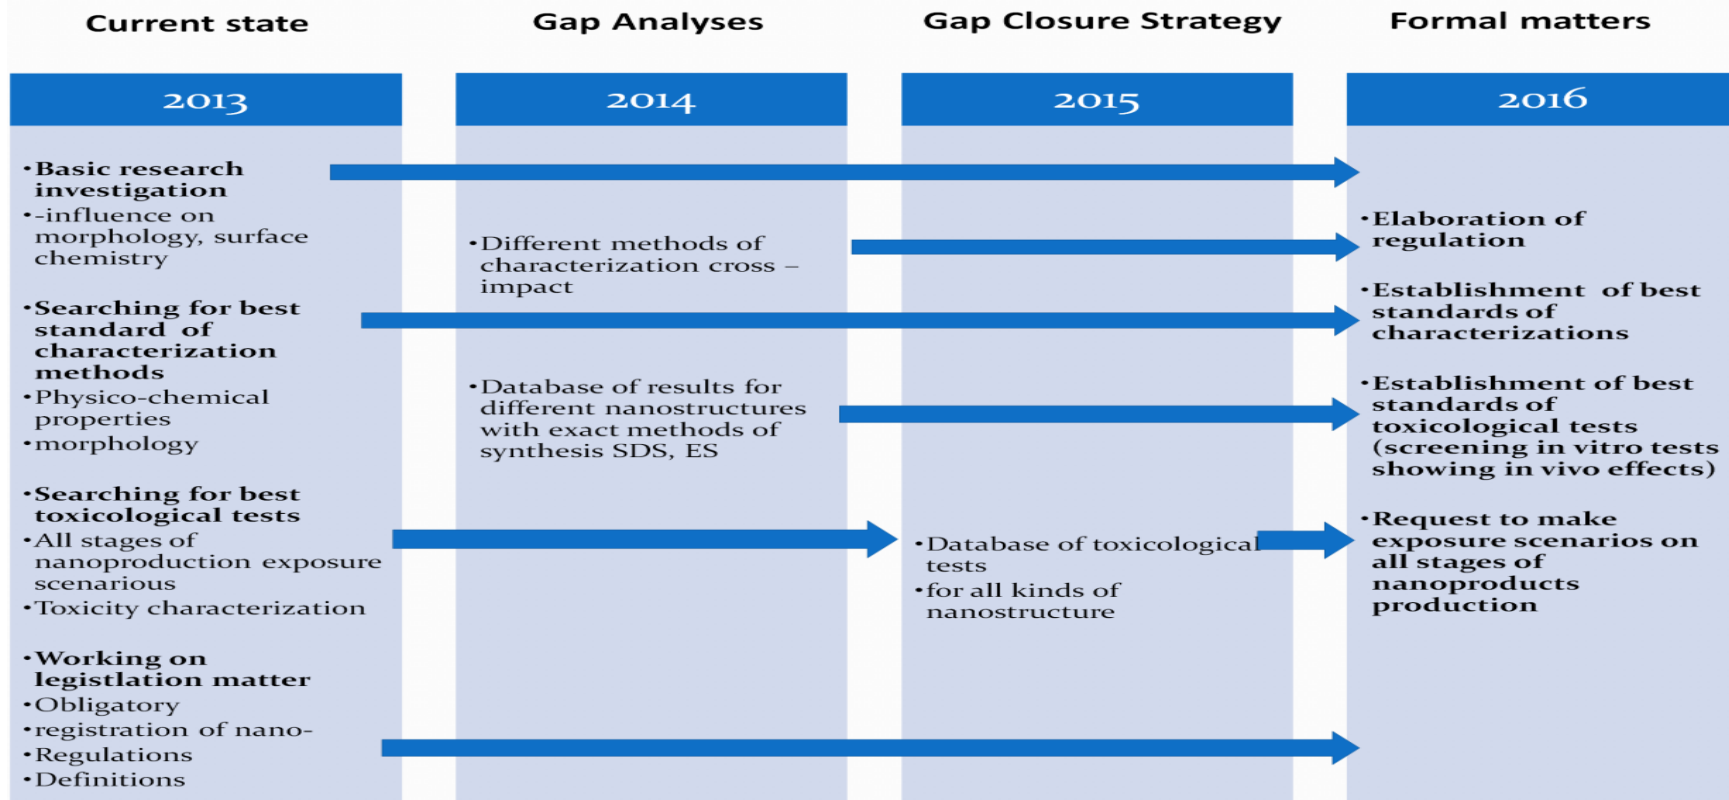 Current state
Gap Analyses
Gap Closure Strategy
Formal matters
2013
2014
2015
2016
•Basic research
investigation
•-influence on
morphology, surface
chemistry
•Searching for best
standard of
characterization
methods
•Physico-chemical
properties
•morphology
•Searching for best
toxicological tests
•All stages of
nanoproduction exposure
scenarious
•Toxicity characterization
•Working on
legistlation matter
•Obligatory
•registration of nano-
•Regulations
•Definitions
•Different methods of
characterization cross –
impact
•Database of results for
different nanostructures
with exact methods of
synthesis SDS, ES
•Database of toxicological
tests
•for all kinds of
nanostructure
•Elaboration of
regulation
•Establishment of best
standards of
characterizations
•Establishment of best
standards of
toxicological tests
(screening in vitro tests
showing in vivo effects)
•Request to make
exposure scenarios on
all stages of
nanoproducts
production